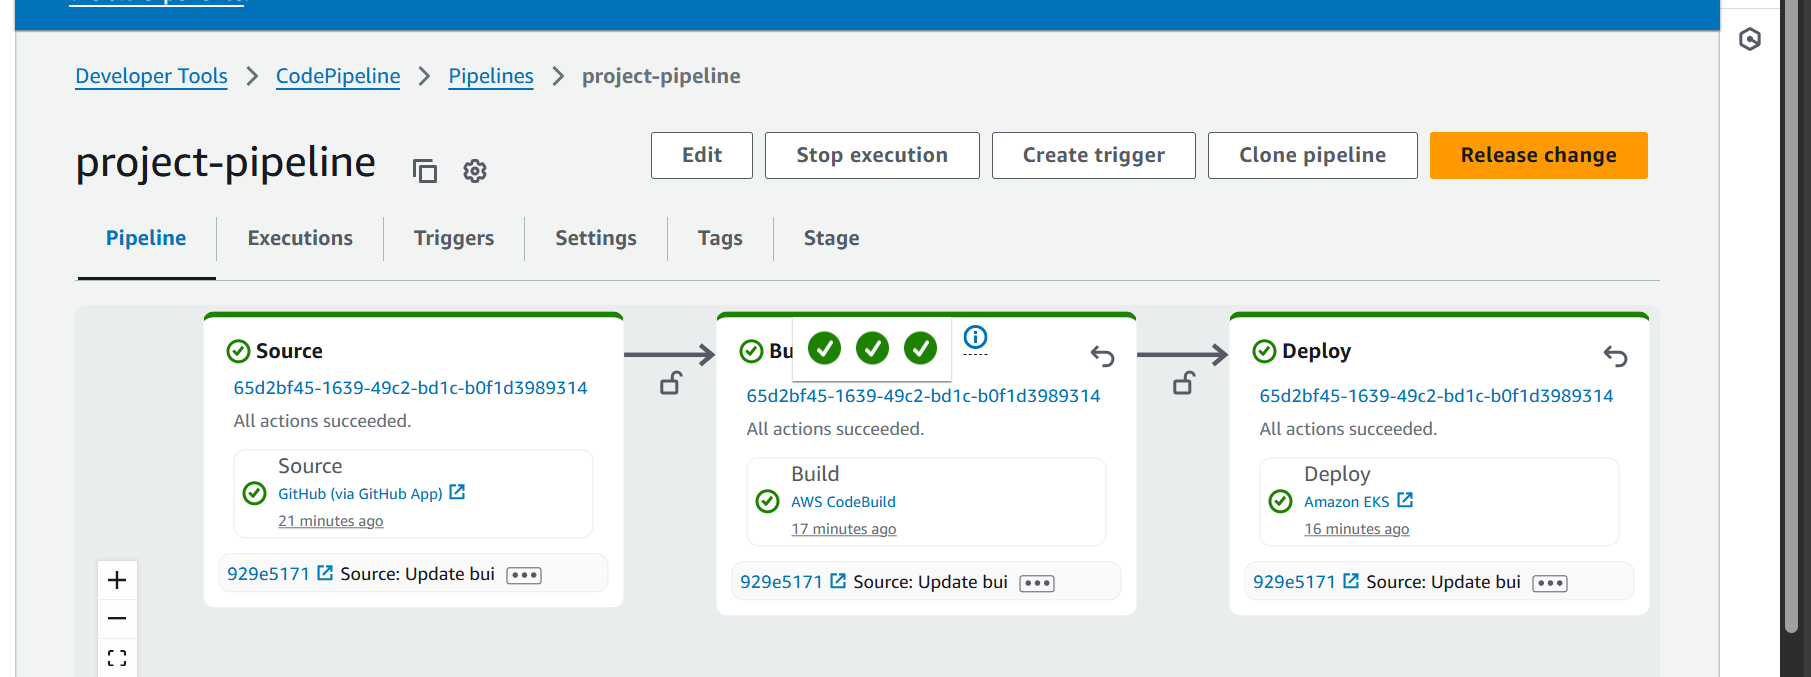 Developer Tools > CodePipeline > Pipelines > project-pipeline
project-pipeline
Edit
Stop execution
Create trigger
Clone pipeline
Release change
Pipeline
Executions
Triggers
Settings
Tags
Stage
Source
65d2bf45-1639-49c2-bd1c-b0f1d3989314
All actions succeeded.
Source
GitHub (via GitHub App)
21 minutes ago
929e5171 Source: Update bui
Bu
65d2bf45-1639-49c2-bd1c-b0f1d3989314
All actions succeeded.
Build
AWS CodeBuild
17 minutes ago
929e5171 Source: Update bui
Deploy
65d2bf45-1639-49c2-bd1c-b0f1d3989314
All actions succeeded.
Deploy
Amazon EKS
16 minutes ago
929e5171 Source: Update bui